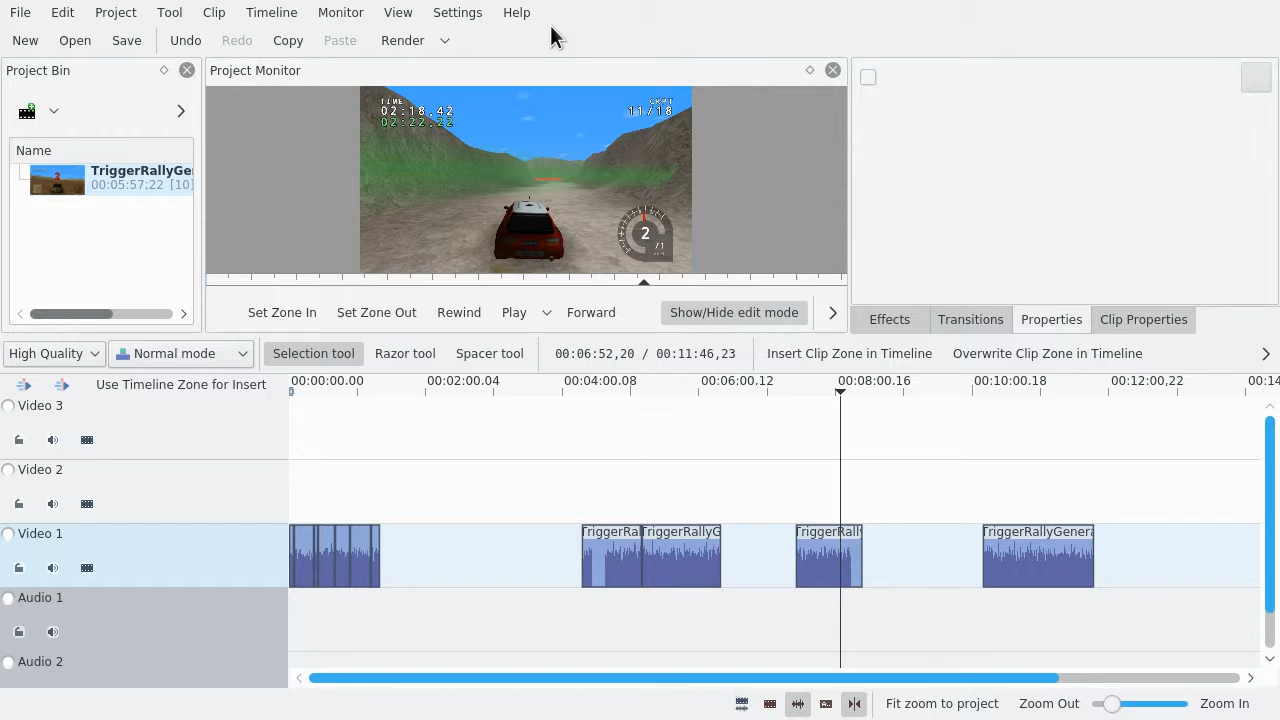 File Edit Project Tool Clip Timeline Monitor View Settings Help
New Open Save Undo Redo Copy Paste Render
Project Bin
Project Monitor
Name
TriggerRallyGe
00:05:57;22 [10]
TIME
02:18.42
02:22.22
CKPT
11/18
2
/1
Set Zone In Set Zone Out Rewind Play Forward Show/Hide edit mode
Effects Transitions Properties Clip Properties
High Quality Normal mode Selection tool Razor tool Spacer tool 00:06:52,20 / 00:11:46,23 Insert Clip Zone in Timeline Overwrite Clip Zone in Timeline
Use Timeline Zone for Insert
00:00:00.00 00:02:00.04 00:04:00.08 00:06:00.12 00:08:00.16 00:10:00.18 00:12:00,22 00:14
Video 3
Video 2
Video 1
TriggerRal TriggerRallyG TriggerRally TriggerRallyGenera
Audio 1
Audio 2
Fit zoom to project Zoom Out Zoom In